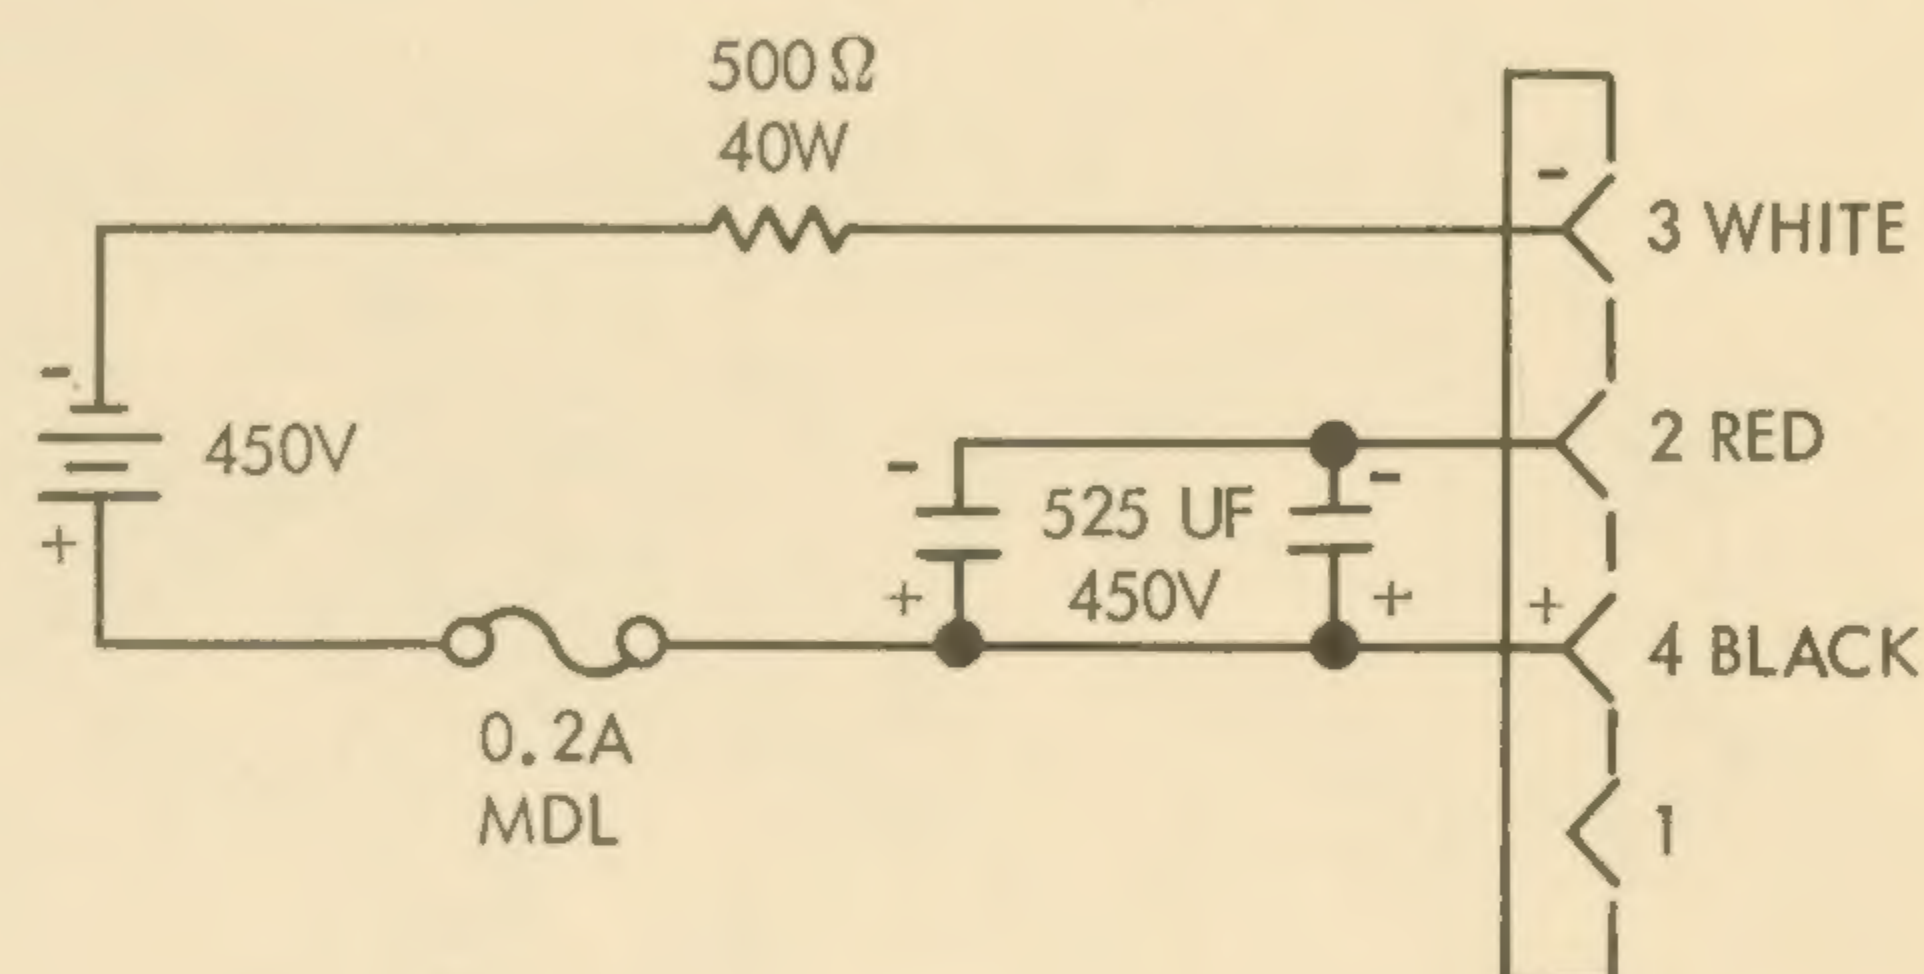 500 Ω
40W
-
3 WHITE
-
450V
+
-
-
2 RED
525 UF
450V
+
+
+
4 BLACK
0.2A
MDL
1